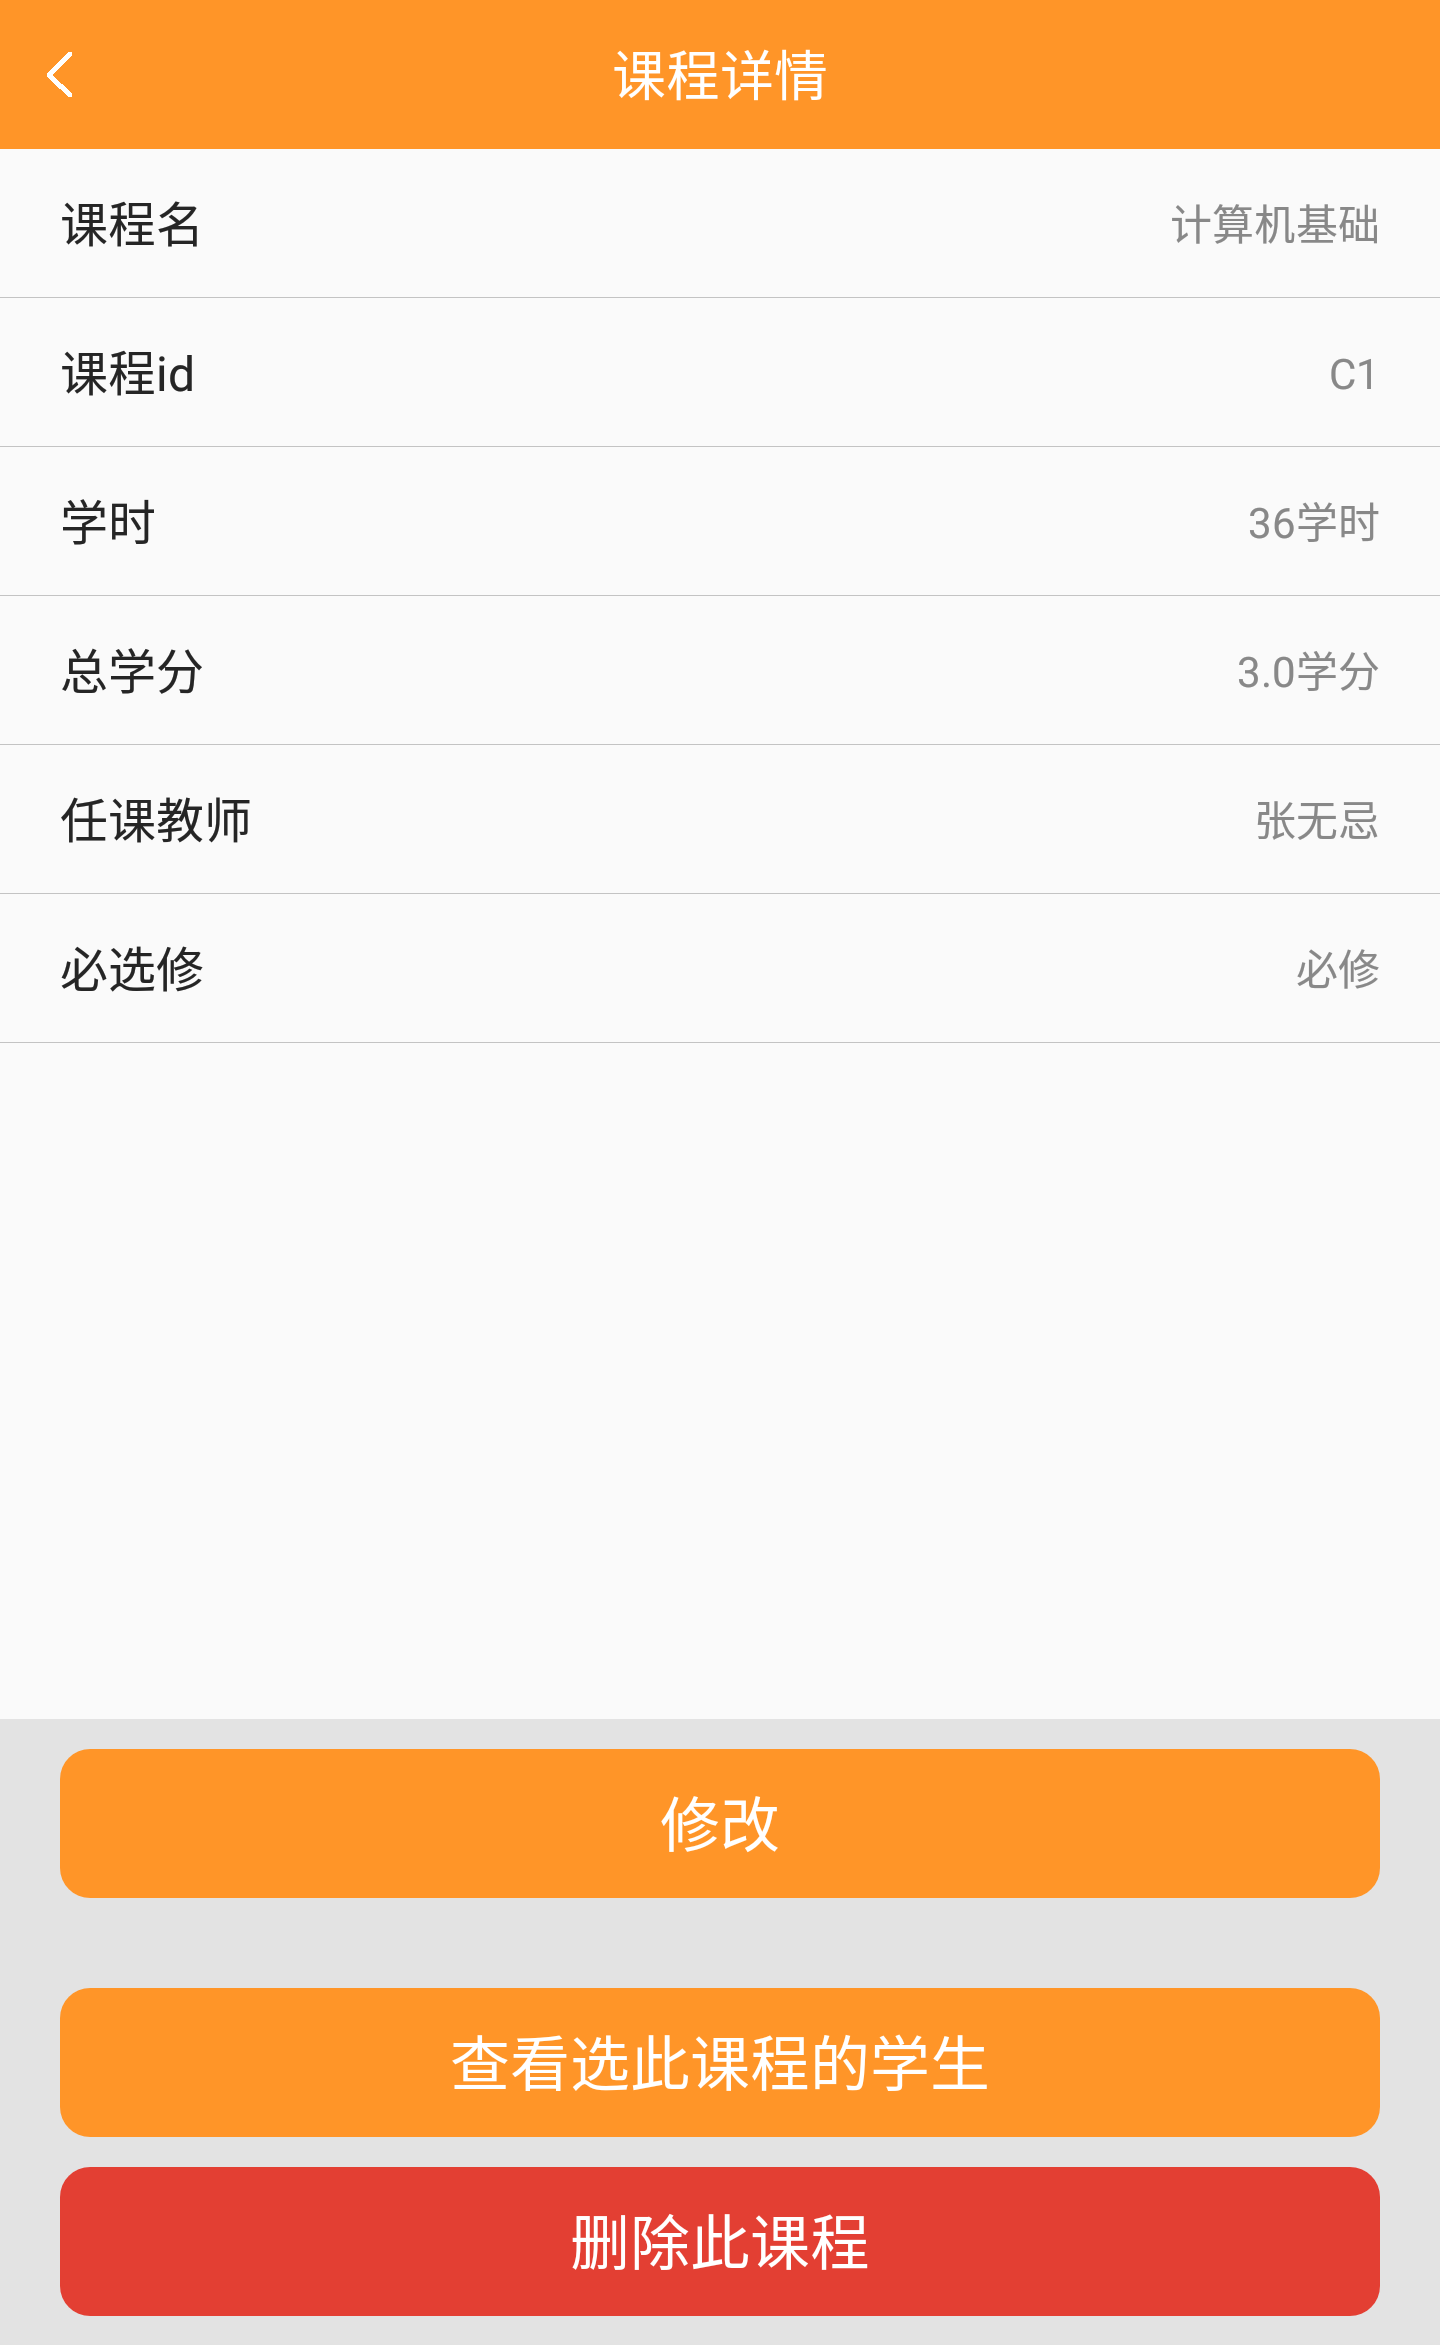 课程详情
课程名 计算机基础
课程id C1
学时 36学时
总学分 3.0学分
任课教师 张无忌
必选修 必修
修改
查看选此课程的学生
删除此课程